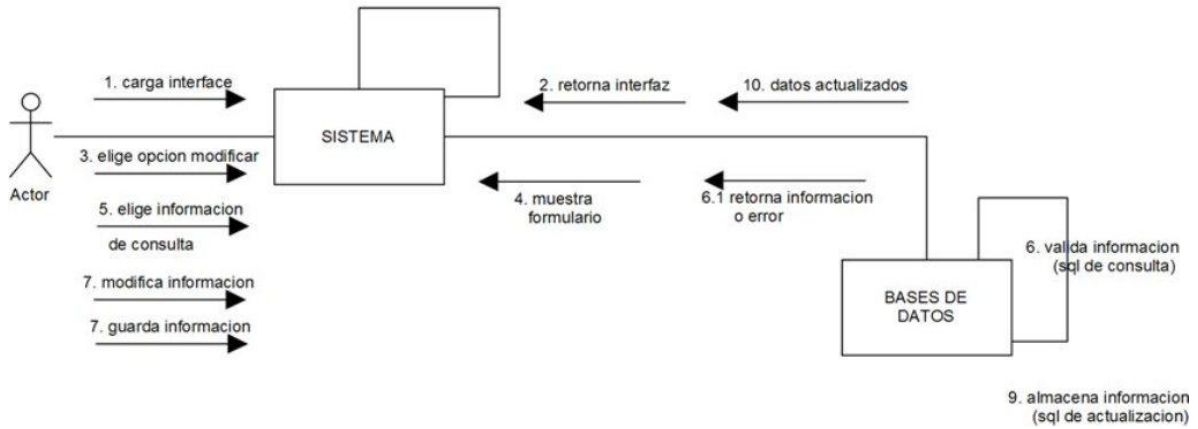 1. carga interface
2. retorna interfaz
10. datos actualizados
SISTEMA
3. elige opcion modificar
Actor
4. muestra
formulario
6.1 retorna informacion
o error
5. elige informacion
de consulta
6. valida informacion
(sql de consulta)
7. modifica informacion
BASES DE
DATOS
7. guarda informacion
9. almacena informacion
(sql de actualizacion)